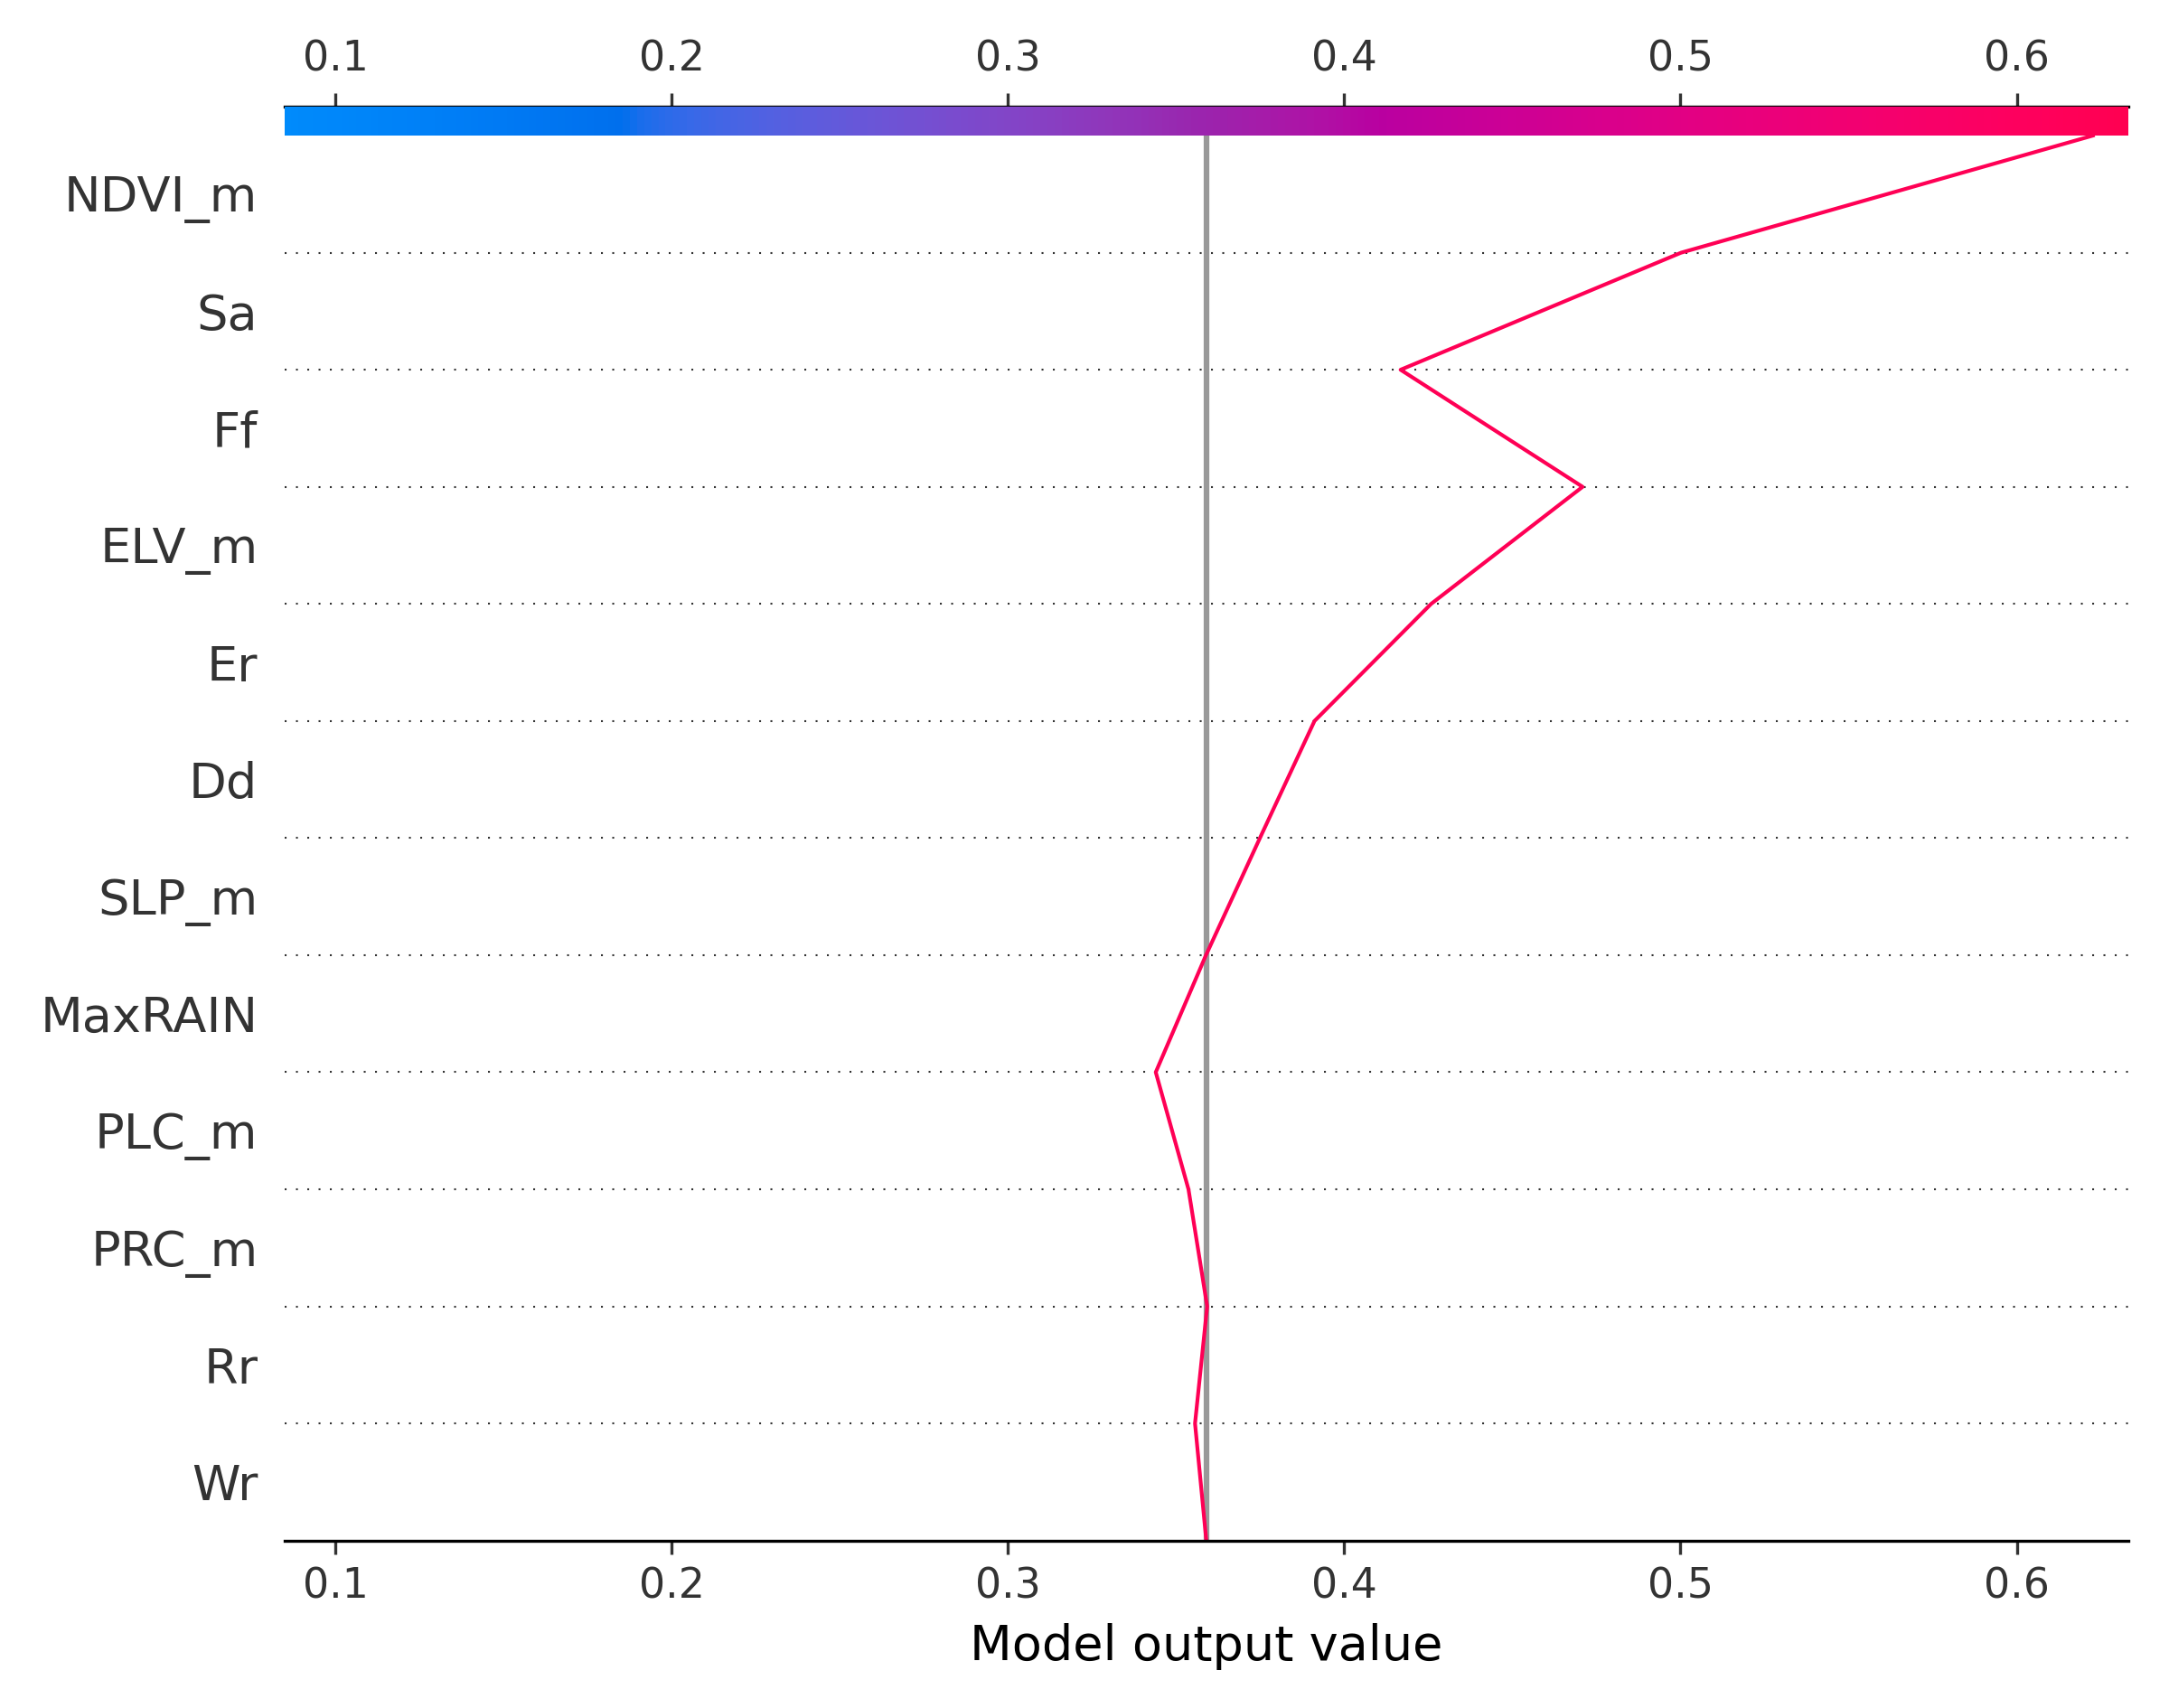 0.1 0.2 0.3 0.4 0.5 0.6
NDVI_m
Sa
Ff
ELV_m
Er
Dd
SLP_m
MaxRAIN
PLC_m
PRC_m
Rr
Wr
0.1 0.2 0.3 0.4 0.5 0.6
Model output value